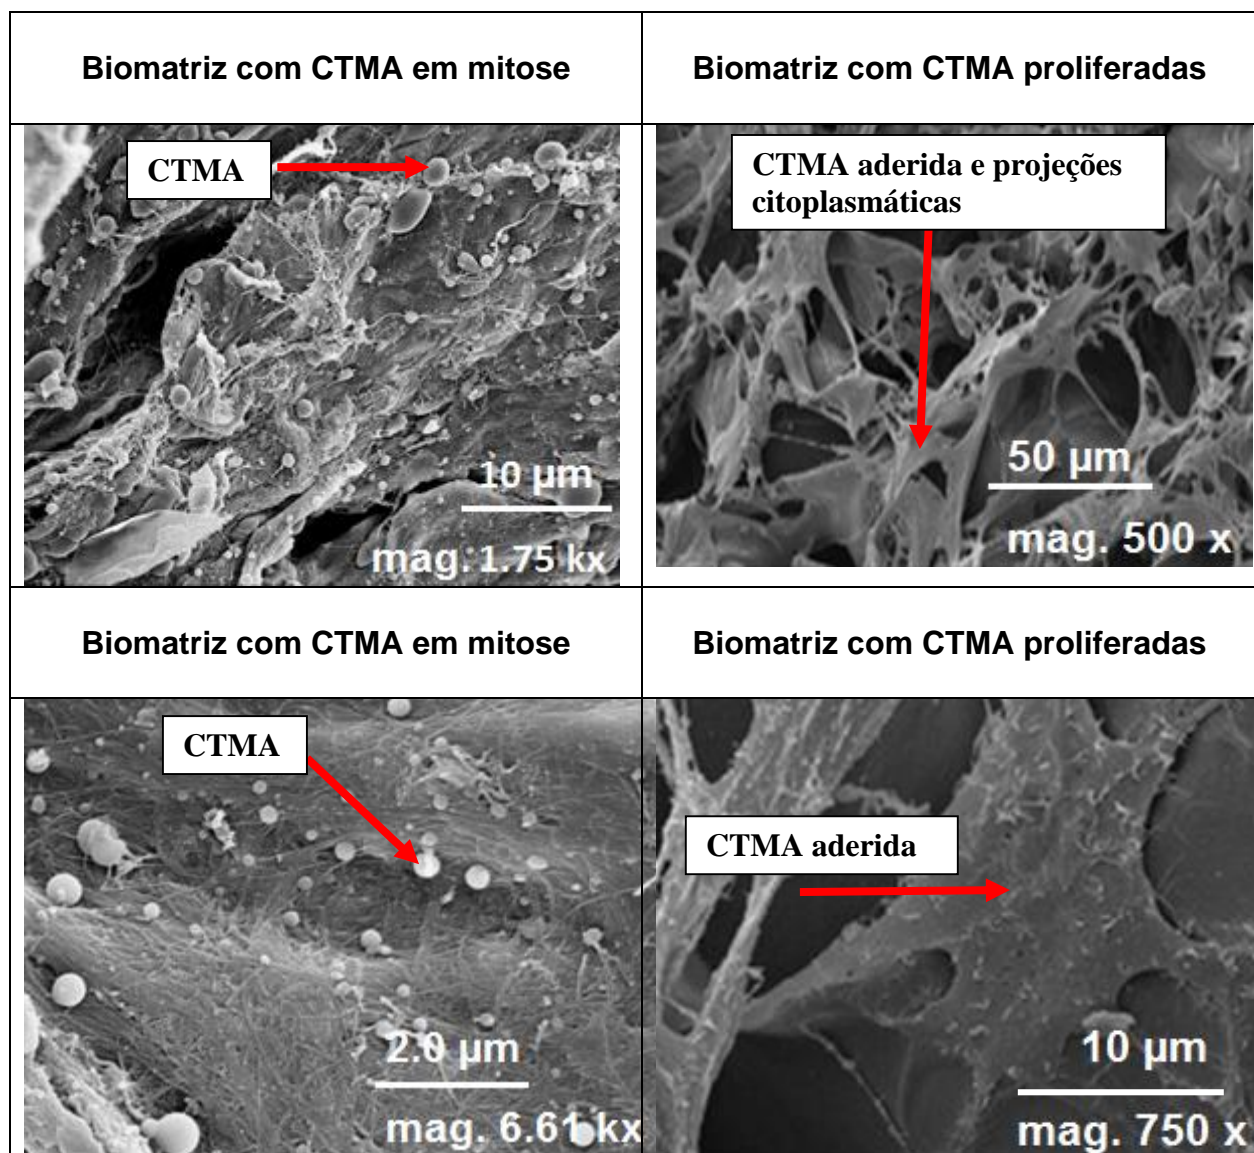 Biomatriz com CTMA em mitose
Biomatriz com CTMA proliferadas
CTMA
10 µm
mag. 1.75 kx
CTMA aderida e projeções
citoplasmáticas
50 µm
mag. 500 x
Biomatriz com CTMA em mitose
Biomatriz com CTMA proliferadas
CTMA
2.0 µm
mag. 6.61 kx
CTMA aderida
10 µm
mag. 750 x